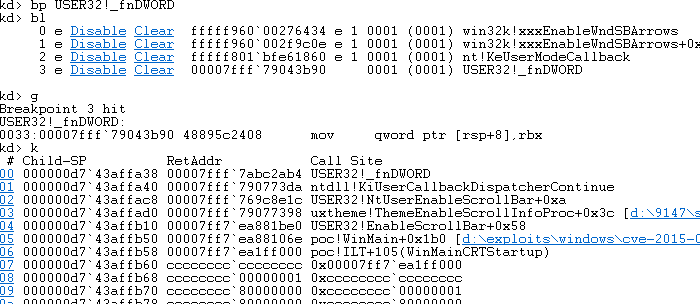 kd> bp USER32!_fnDWORD
kd> bl
0 e Disable Clear fffff960`00276434 e 1 0001 (0001) win32k!xxxEnableWndSBArrows
1 e Disable Clear fffff960`002f9c0e e 1 0001 (0001) win32k!xxxEnableWndSBArrows+0x
2 e Disable Clear fffff801`bfe61860 e 1 0001 (0001) nt!KeUserModeCallback
3 e Disable Clear 00007fff`79043b90 0001 (0001) USER32!_fnDWORD
kd> g
Breakpoint 3 hit
USER32!_fnDWORD:
0033:00007fff`79043b90 48895c2408 mov qword ptr [rsp+8],rbx
kd> k
# Child-SP RetAddr Call Site
00 000000d7`43affa38 00007fff`7abc2ab4 USER32!_fnDWORD
01 000000d7`43affa40 00007fff`790773da ntdll!KiUserCallbackDispatcherContinue
02 000000d7`43affac8 00007fff`769c8e1c USER32!NtUserEnableScrollBar+0xa
03 000000d7`43affad0 00007fff`79077398 uxtheme!ThemeEnableScrollInfoProc+0x3c [d:\9147\s
04 000000d7`43affb10 00007ff7`ea881be0 USER32!EnableScrollBar+0x58
05 000000d7`43affb50 00007ff7`ea88106e poc!WinMain+0x1b0 [d:\exploits\windows\cve-2015-0
06 000000d7`43affb58 00007ff7`ea1ff000 poc!ILT+105(WinMainCRTStartup)
07 000000d7`43affb60 cccccccc`cccccccc 0x00007ff7`ea1ff000
08 000000d7`43affb68 cccccccc`00000001 0xcccccccc`cccccccc
09 000000d7`43affb70 cccccccc`80000000 0xcccccccc`00000001